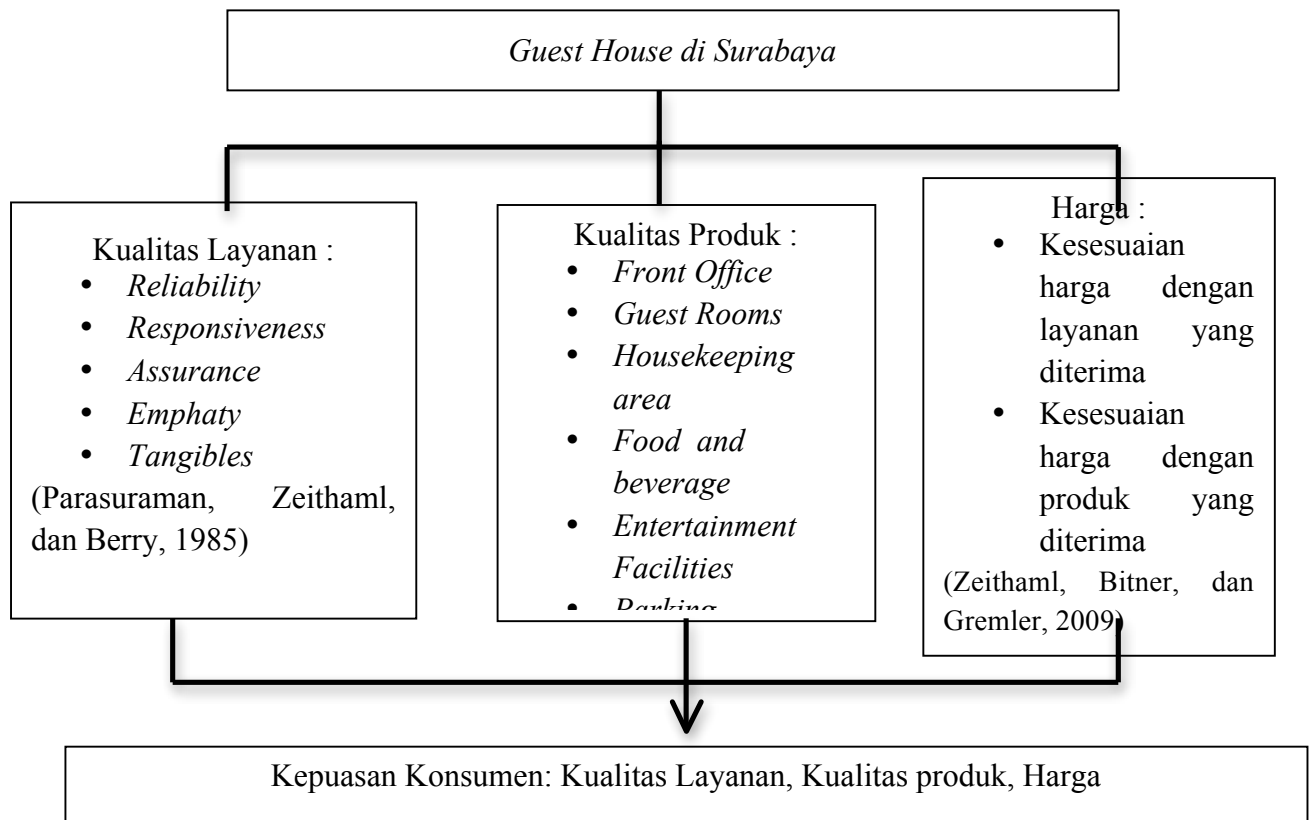 Guest House di Surabaya
Kualitas Layanan :
• Reliability
• Responsiveness
• Assurance
• Emphaty
• Tangibles
(Parasuraman, Zeithaml,
dan Berry, 1985)
Kualitas Produk :
• Front Office
• Guest Rooms
• Housekeeping
area
• Food and
beverage
• Entertainment
Facilities
• Parking
Harga :
• Kesesuaian
harga dengan
layanan yang
diterima
• Kesesuaian
harga dengan
produk yang
diterima
(Zeithaml, Bitner, dan
Gremler, 2009)
Kepuasan Konsumen: Kualitas Layanan, Kualitas produk, Harga